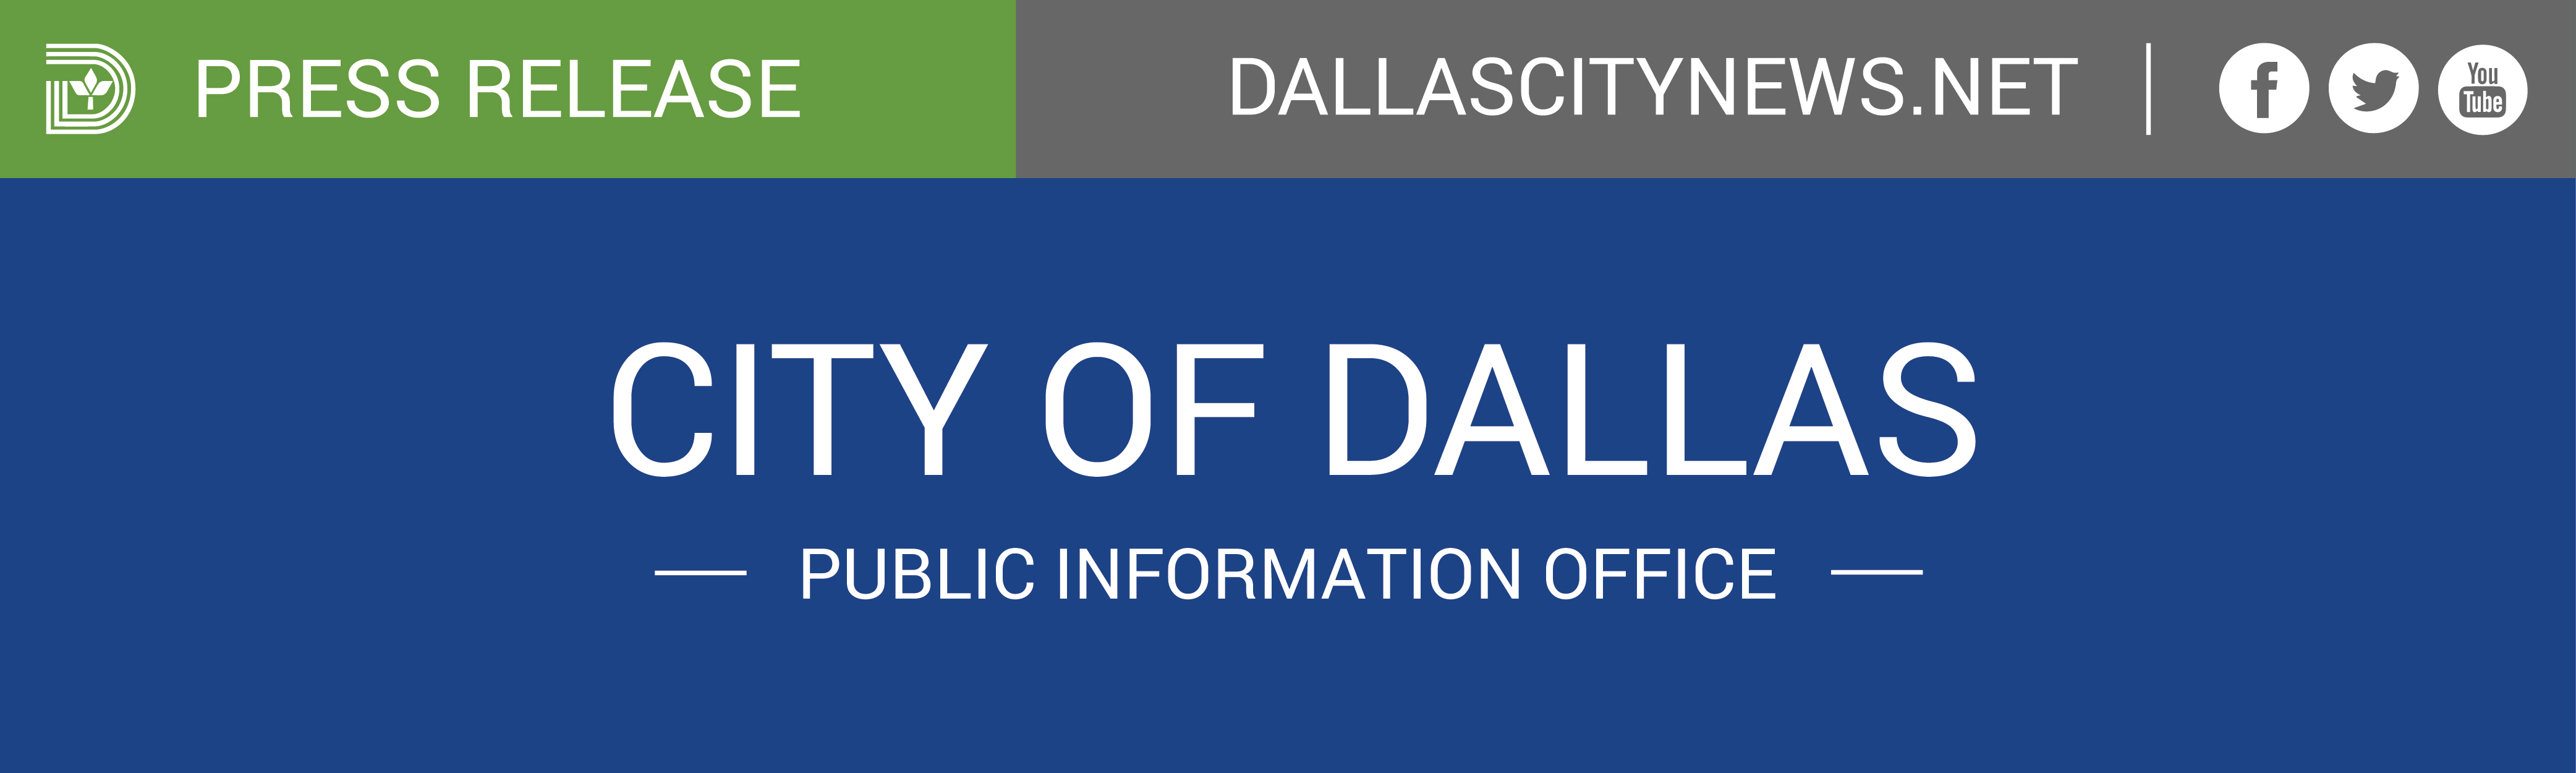 PRESS RELEASE
DALLASCITYNEWS.NET
You
Tube
CITY OF DALLAS
PUBLIC INFORMATION OFFICE